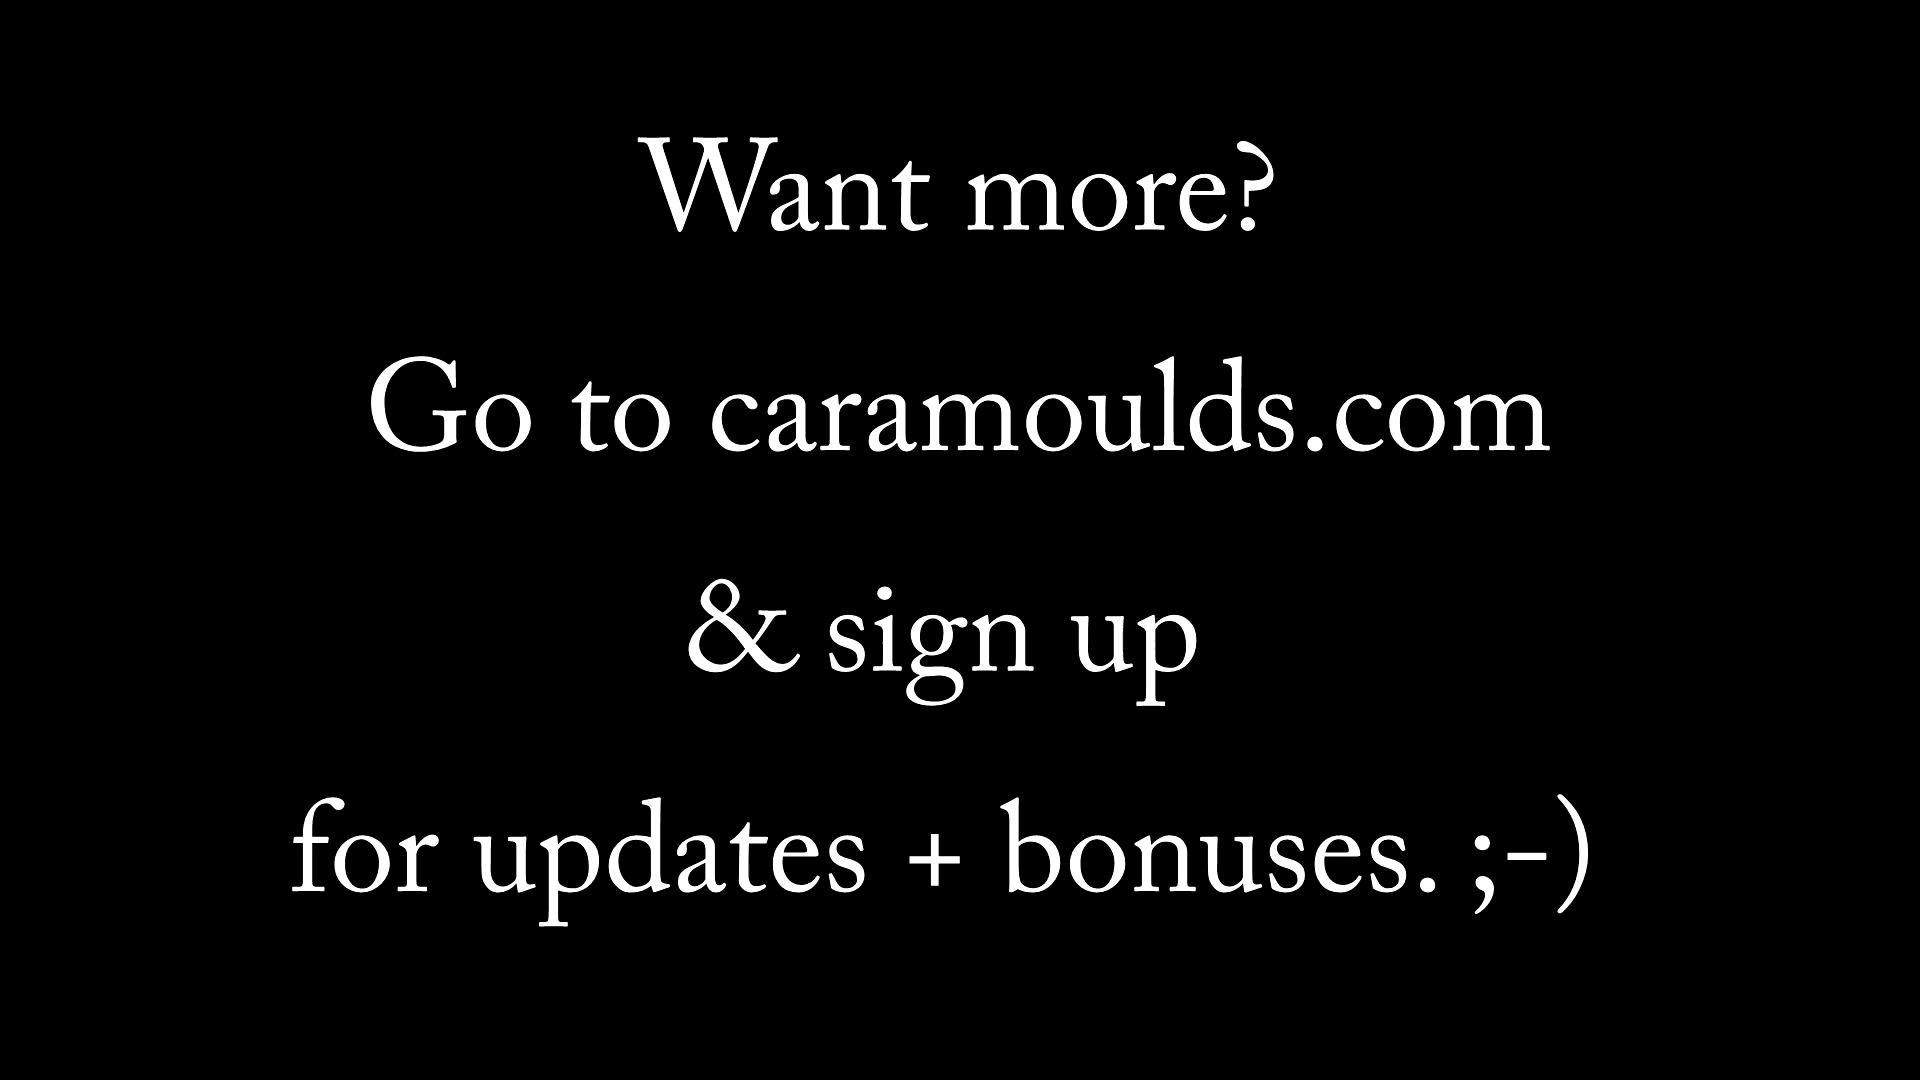 Want more?
Go to caramoulds.com
& sign up
for updates + bonuses. ;-)